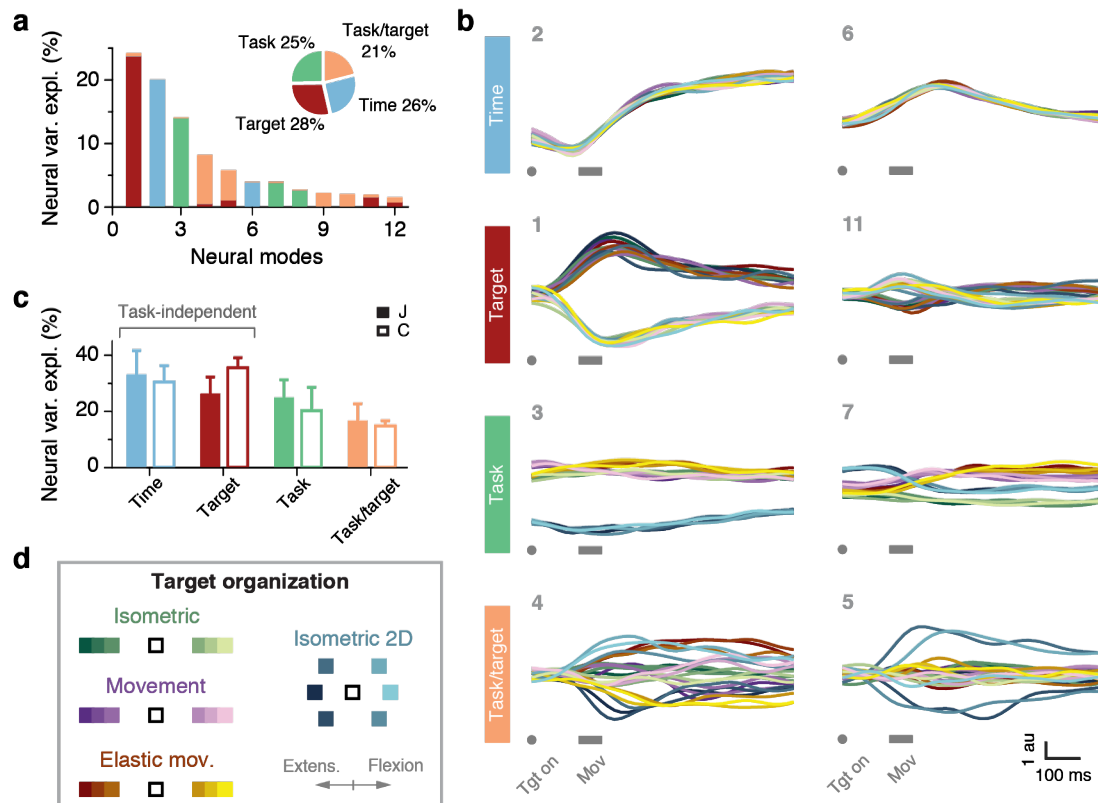 a
Neural var. expl. (%)
20
10
0
0
3
6
9
12
Neural modes
Task 25%
Task/target
21%
Time 26%
Target 28%
b
Time
2
6
Target
1
11
Task
3
7
Task/target
4
5
Tgt on
Mov
Tgt on
Mov
1 au
100 ms
c
Neural var. expl. (%)
40
20
0
Task-independent
J
C
Time
Target
Task
Task/target
d
Target organization
Isometric
Movement
Elastic mov.
Isometric 2D
Extens.
Flexion